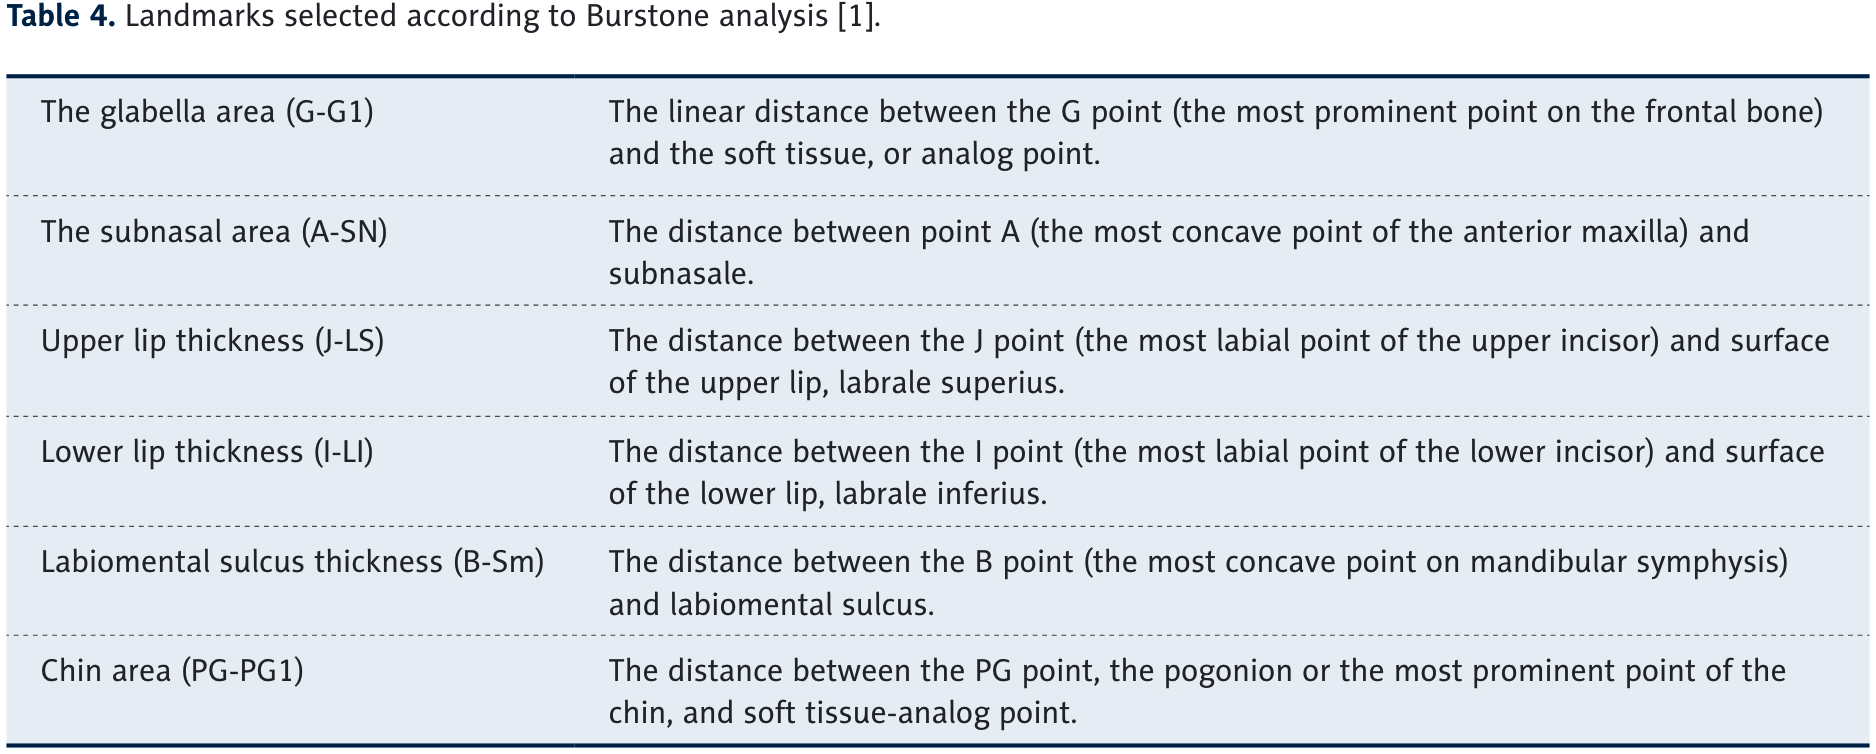 Table 4. Landmarks selected according to Burstone analysis [1].
The glabella area (G-G1)
The linear distance between the G point (the most prominent point on the frontal bone)
and the soft tissue, or analog point.
The subnasal area (A-SN)
The distance between point A (the most concave point of the anterior maxilla) and
subnasale.
Upper lip thickness (J-LS)
The distance between the J point (the most labial point of the upper incisor) and surface
of the upper lip, labrale superius.
Lower lip thickness (I-LI)
The distance between the I point (the most labial point of the lower incisor) and surface
of the lower lip, labrale inferius.
Labiomental sulcus thickness (B-Sm)
The distance between the B point (the most concave point on mandibular symphysis)
and labiomental sulcus.
Chin area (PG-PG1)
The distance between the PG point, the pogonion or the most prominent point of the
chin, and soft tissue-analog point.